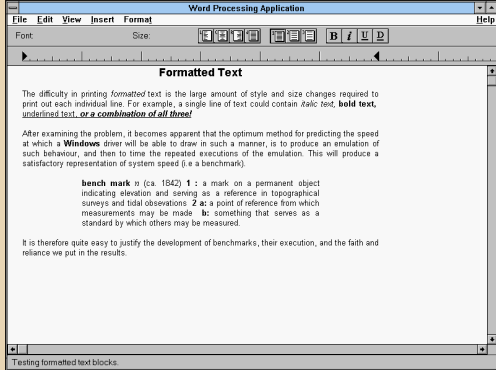 Word Processing Application
File Edit View Insert Format Help
Font: Size: B i U D
Formatted Text
The difficulty in printing formatted text is the large amount of style and size changes required to
print out each individual line. For example, a single line of text could contain italic text, bold text,
underlined text, or a combination of all three!
After examining the problem, it becomes apparent that the optimum method for predicting the speed
at which a Windows driver will be able to draw in such a manner, is to produce an emulation of
such behaviour, and then to time the repeated executions of the emulation. This will produce a
satisfactory representation of system speed (i.e a benchmark).
bench mark n (ca. 1842) 1 : a mark on a permanent object
indicating elevation and serving as a reference in topographical
surveys and tidal obsevations 2 a: a point of reference from which
measurements may be made b: something that serves as a
standard by which others may be measured.
It is therefore quite easy to justify the development of benchmarks, their execution, and the faith and
reliance we put in the results.
Testing formatted text blocks.